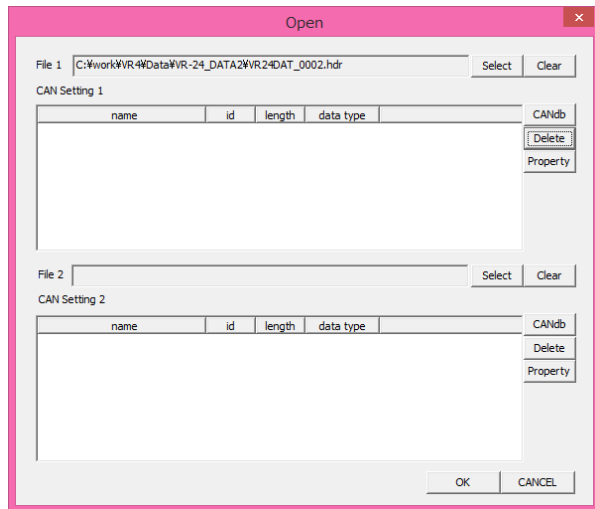 Open
File 1 C:¥work¥VR4¥Data¥VR-24_DATA2¥VR24DAT_0002.hdr Select Clear
CAN Setting 1
name id length data type CANdb
Delete
Property
File 2 Select Clear
CAN Setting 2
name id length data type CANdb
Delete
Property
OK CANCEL